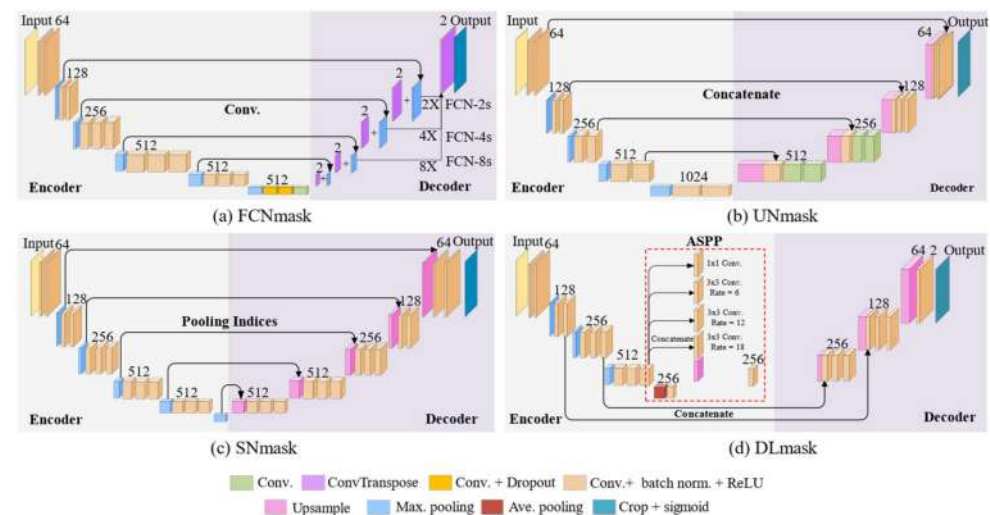 Input 64
128
256
512
512
512
Conv.
2
2
2
2
2 Output
2X FCN-2s
4X FCN-4s
8X FCN-8s
Encoder
Decoder
(a) FCNmask
Input
64
128
256
512
1024
Concatenate
512
256
128
64
Output
Encoder
Decoder
(b) UNmask
Input 64
128
256
512
512
Pooling Indices
512
512
256
128
64 Output
Encoder
Decoder
(c) SNmask
Input 64
128
256
512
ASPP
1x1 Conv.
3x3 Conv.
Rate = 6
3x3 Conv.
Rate = 12
3x3 Conv.
Rate = 18
Concatenate
256
256
Concatenate
256
128
64 2 Output
Encoder
Decoder
(d) DLmask
Conv. ConvTranspose Conv. + Dropout Conv.+ batch norm. + ReLU
Upsample Max. pooling Ave. pooling Crop + sigmoid